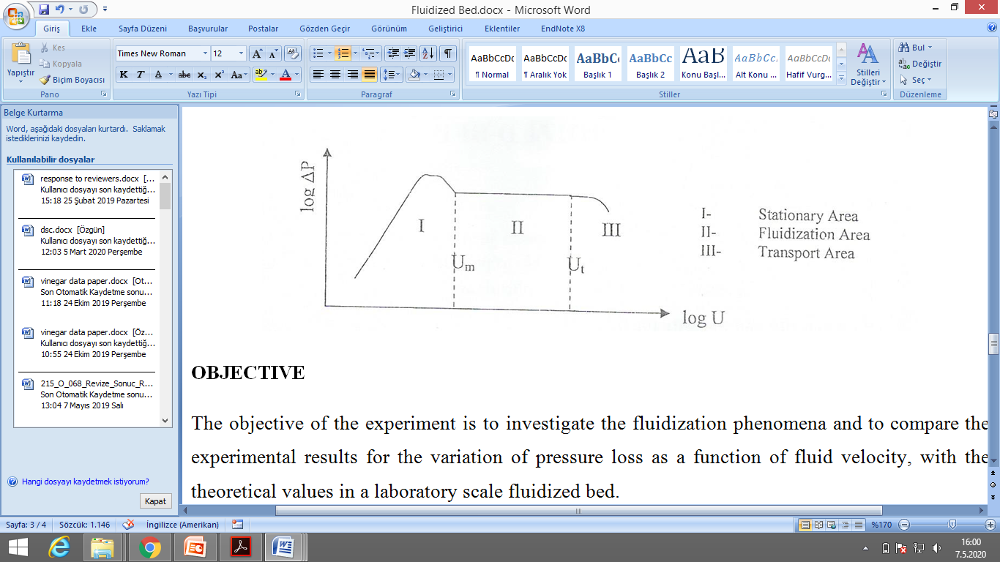 Fluidized Bed.docx - Microsoft Word
Giriş Ekle Sayfa Düzeni Başvurular Postalar Gözden Geçir Görünüm Geliştirici Eklentiler EndNote X8
Yapıştır
Kes
Kopyala
Biçim Boyacısı
Pano
Times New Roman 12
K T A abc x₂ x² Aa
Yazı Tipi
Paragraf
AaBbCcDc AaBbCcDc AaBbC AaBbCc AaB AaBbCc. AaBbCcDc
¶ Normal ¶ Aralık Yok Başlık 1 Başlık 2 Konu Başl... Alt Konu ... Hafif Vurg...
Stilleri
Değiştir
Stiller
Bul
Değiştir
Seç
Düzenleme
Belge Kurtarma
Word, aşağıdaki dosyaları kurtardı. Saklamak
istediklerinizi kaydedin.
Kullanılabilir dosyalar
response to reviewers.docx [...
Kullanıcı dosyayı son kaydettiğ...
15:18 25 Şubat 2019 Pazartesi
dsc.docx [Özgün]
Kullanıcı dosyayı son kaydettiğ...
12:03 5 Mart 2020 Perşembe
vinegar data paper.docx [Ot...
Son Otomatik Kaydetme sonu...
11:18 24 Ekim 2019 Perşembe
vinegar data paper.docx [Öz...
Kullanıcı dosyayı son kaydettiğ...
10:55 24 Ekim 2019 Perşembe
215_O_068_Revize_Sonuc_R...
Son Otomatik Kaydetme sonu...
13:04 7 Mayıs 2019 Salı
Hangi dosyayı kaydetmek istiyorum?
Kapat
log ΔP
I II III
Um Ut
log U
I- Stationary Area
II- Fluidization Area
III- Transport Area
OBJECTIVE
The objective of the experiment is to investigate the fluidization phenomena and to compare the
experimental results for the variation of pressure loss as a function of fluid velocity, with the
theoretical values in a laboratory scale fluidized bed.
Sayfa: 3 / 4 Sözcük: 1.146 İngilizce (Amerikan) %170
16:00
7.5.2020